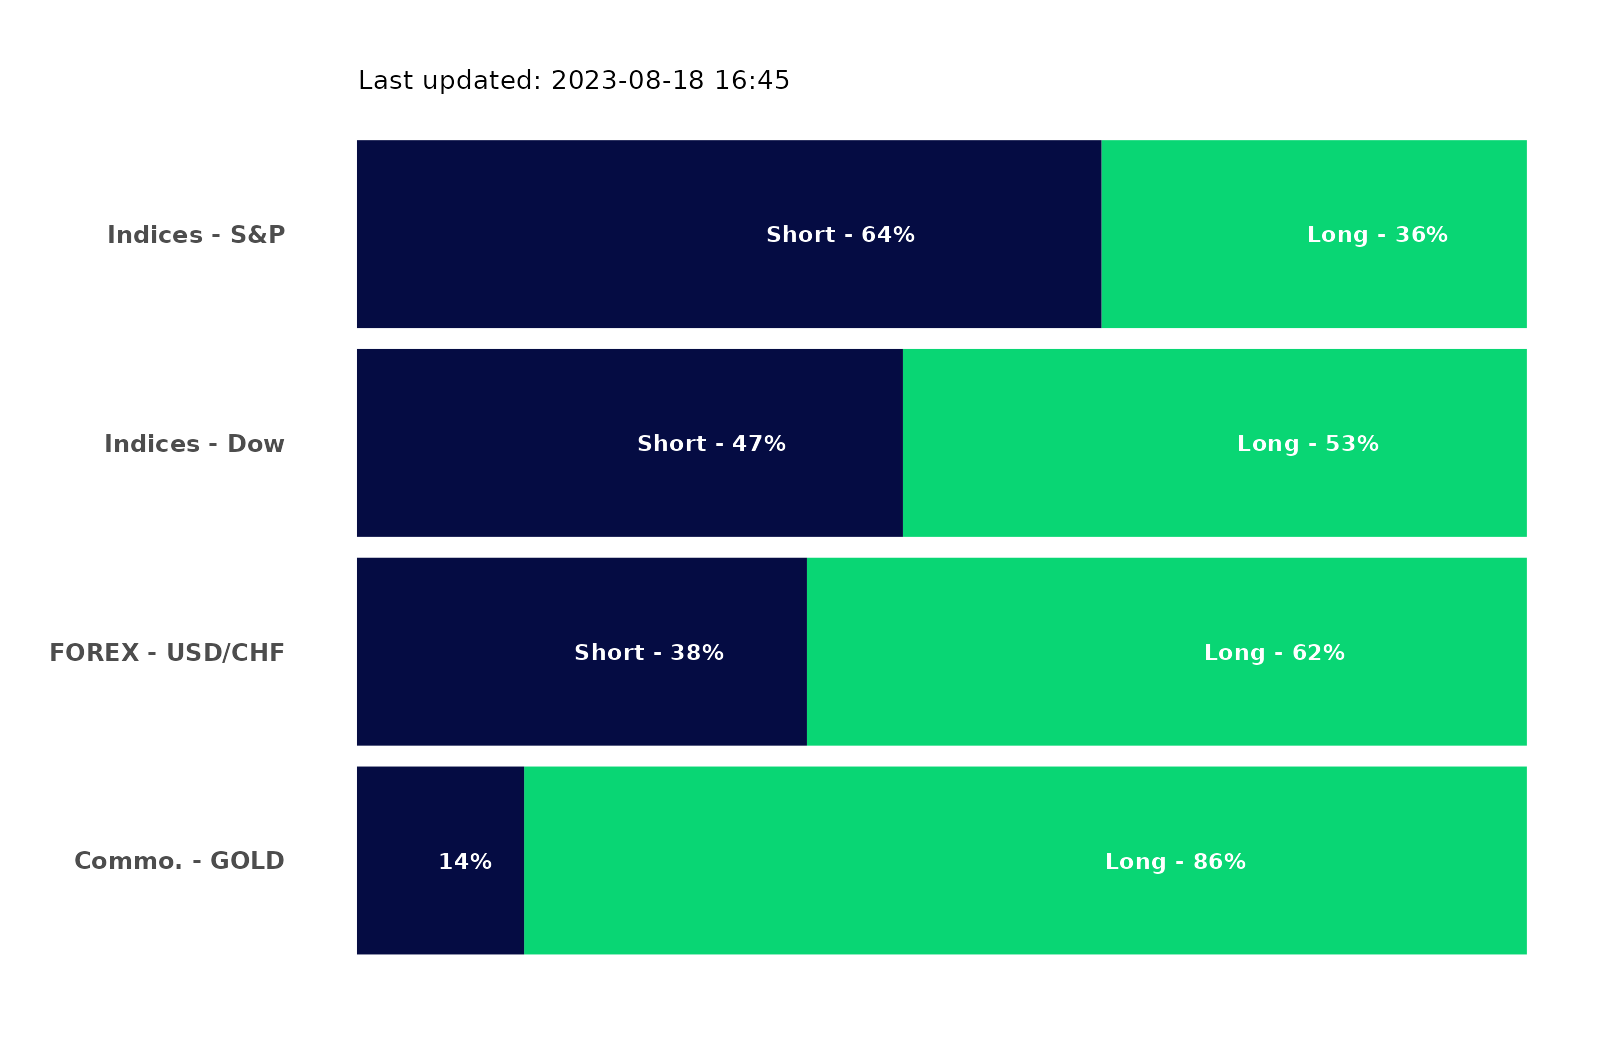 Last updated: 2023-08-18 16:45
Indices - S&P
Short - 64%
Long - 36%
Indices - Dow
Short - 47%
Long - 53%
FOREX - USD/CHF
Short - 38%
Long - 62%
Commo. - GOLD
14%
Long - 86%